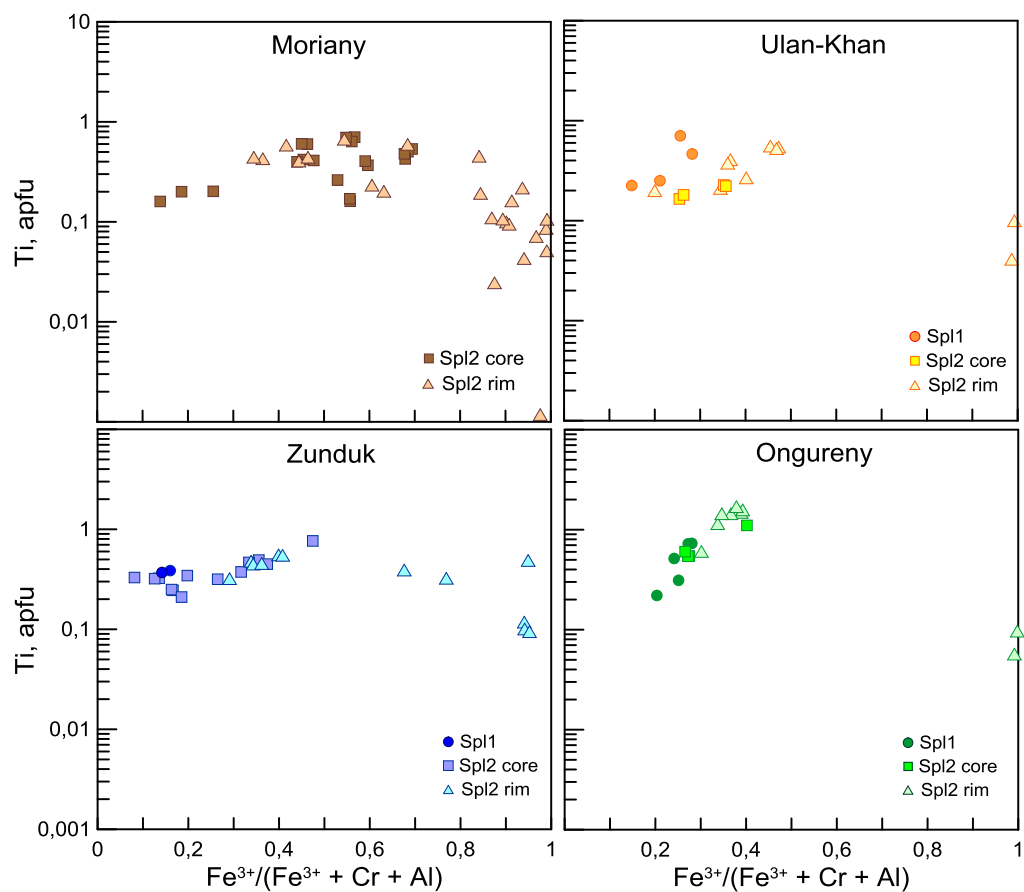 Moriany
10
1
0,1
0,01
Ti, apfu
Spl2 core
Spl2 rim
Ulan-Khan
Spl1
Spl2 core
Spl2 rim
Zunduk
1
0,1
0,01
0,001
Ti, apfu
Spl1
Spl2 core
Spl2 rim
0 0,2 0,4 0,6 0,8 1
Fe³⁺/(Fe³⁺ + Cr + Al)
Ongureny
Spl1
Spl2 core
Spl2 rim
0,2 0,4 0,6 0,8 1
Fe³⁺/(Fe³⁺ + Cr + Al)